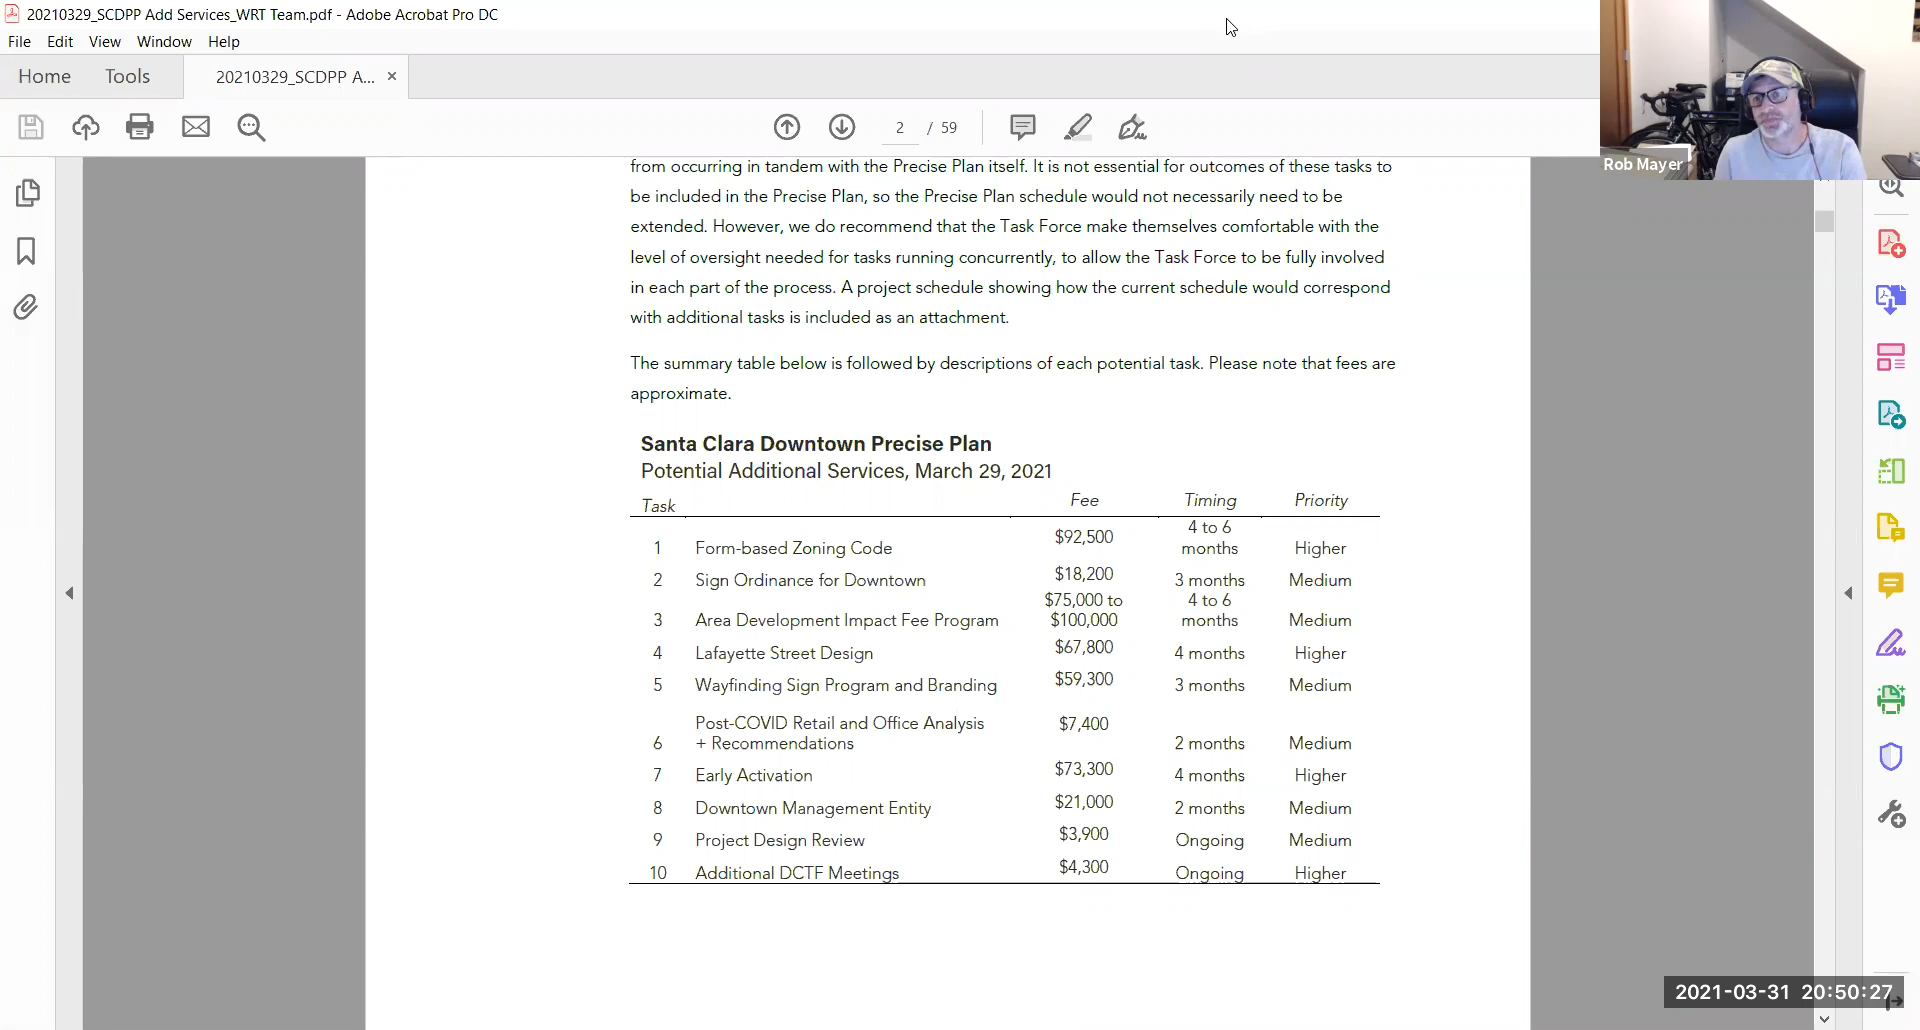 20210329_SCDPP Add Services_WRT Team.pdf - Adobe Acrobat Pro DC
File Edit View Window Help
Home Tools 20210329_SCDPP A... ×
2 / 59
Rob Mayer
from occurring in tandem with the Precise Plan itself. It is not essential for outcomes of these tasks to
be included in the Precise Plan, so the Precise Plan schedule would not necessarily need to be
extended. However, we do recommend that the Task Force make themselves comfortable with the
level of oversight needed for tasks running concurrently, to allow the Task Force to be fully involved
in each part of the process. A project schedule showing how the current schedule would correspond
with additional tasks is included as an attachment.
The summary table below is followed by descriptions of each potential task. Please note that fees are
approximate.
Santa Clara Downtown Precise Plan
Potential Additional Services, March 29, 2021
Task Fee Timing Priority
1 Form-based Zoning Code $92,500 4 to 6 months Higher
2 Sign Ordinance for Downtown $18,200 3 months Medium
3 Area Development Impact Fee Program $75,000 to $100,000 4 to 6 months Medium
4 Lafayette Street Design $67,800 4 months Higher
5 Wayfinding Sign Program and Branding $59,300 3 months Medium
6 Post-COVID Retail and Office Analysis + Recommendations $7,400 2 months Medium
7 Early Activation $73,300 4 months Higher
8 Downtown Management Entity $21,000 2 months Medium
9 Project Design Review $3,900 Ongoing Medium
10 Additional DCTF Meetings $4,300 Ongoing Higher
2021-03-31 20:50:27